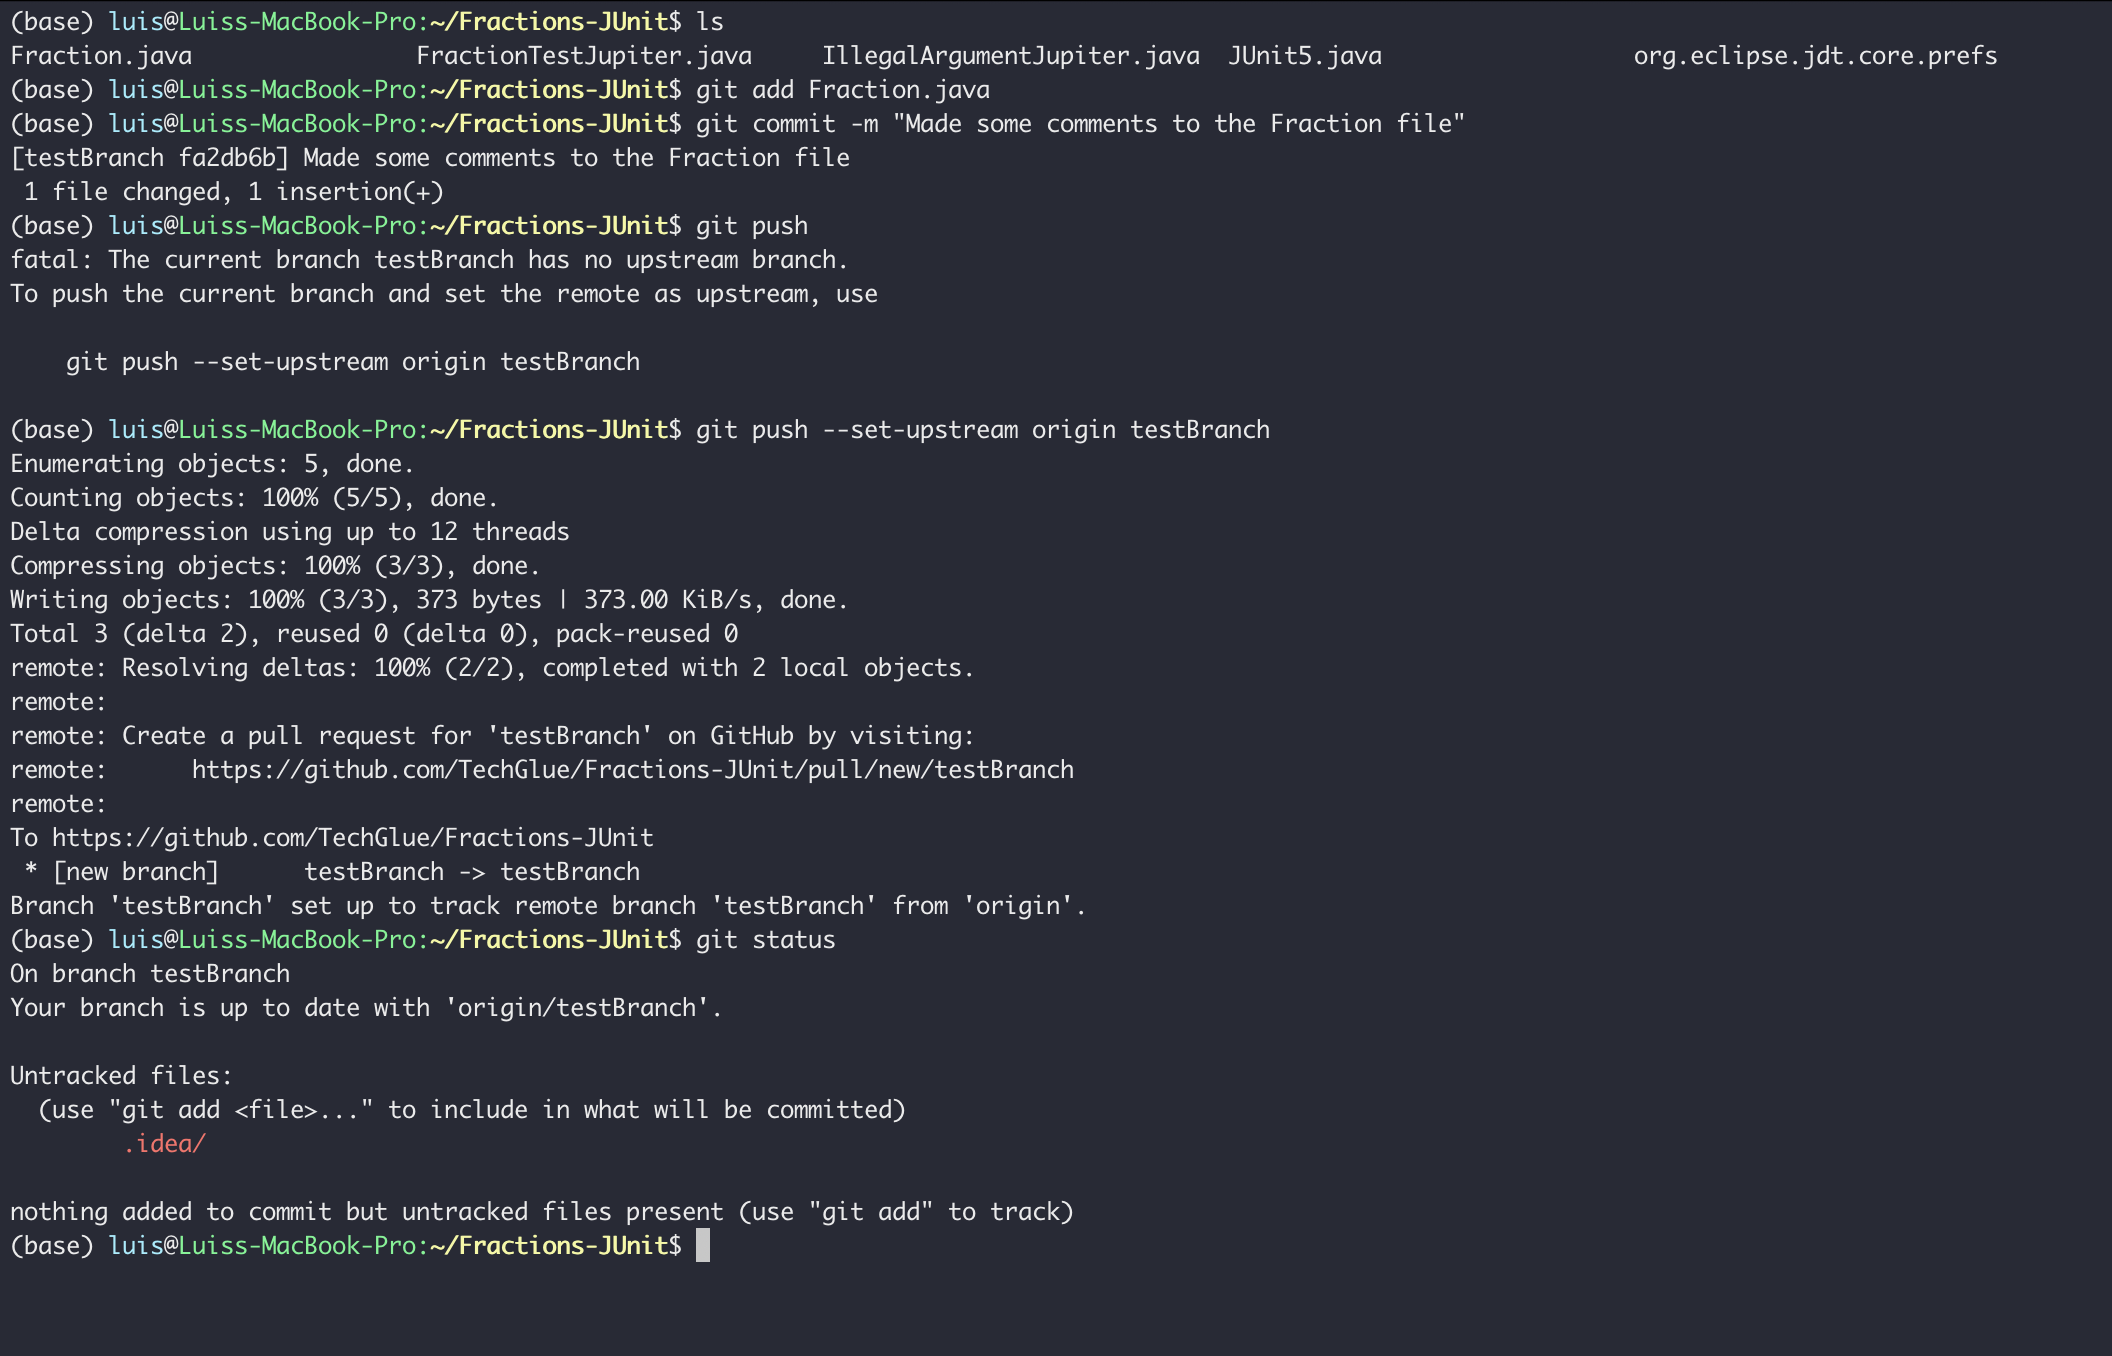 (base) luis@Luiss-MacBook-Pro:~/Fractions-JUnit$ ls
Fraction.java                FractionTestJupiter.java     IllegalArgumentJupiter.java  JUnit5.java                  org.eclipse.jdt.core.prefs
(base) luis@Luiss-MacBook-Pro:~/Fractions-JUnit$ git add Fraction.java
(base) luis@Luiss-MacBook-Pro:~/Fractions-JUnit$ git commit -m "Made some comments to the Fraction file"
[testBranch fa2db6b] Made some comments to the Fraction file
 1 file changed, 1 insertion(+)
(base) luis@Luiss-MacBook-Pro:~/Fractions-JUnit$ git push
fatal: The current branch testBranch has no upstream branch.
To push the current branch and set the remote as upstream, use

    git push --set-upstream origin testBranch

(base) luis@Luiss-MacBook-Pro:~/Fractions-JUnit$ git push --set-upstream origin testBranch
Enumerating objects: 5, done.
Counting objects: 100% (5/5), done.
Delta compression using up to 12 threads
Compressing objects: 100% (3/3), done.
Writing objects: 100% (3/3), 373 bytes | 373.00 KiB/s, done.
Total 3 (delta 2), reused 0 (delta 0), pack-reused 0
remote: Resolving deltas: 100% (2/2), completed with 2 local objects.
remote:
remote: Create a pull request for 'testBranch' on GitHub by visiting:
remote:      https://github.com/TechGlue/Fractions-JUnit/pull/new/testBranch
remote:
To https://github.com/TechGlue/Fractions-JUnit
 * [new branch]      testBranch -> testBranch
Branch 'testBranch' set up to track remote branch 'testBranch' from 'origin'.
(base) luis@Luiss-MacBook-Pro:~/Fractions-JUnit$ git status
On branch testBranch
Your branch is up to date with 'origin/testBranch'.

Untracked files:
  (use "git add <file>..." to include in what will be committed)
        .idea/

nothing added to commit but untracked files present (use "git add" to track)
(base) luis@Luiss-MacBook-Pro:~/Fractions-JUnit$